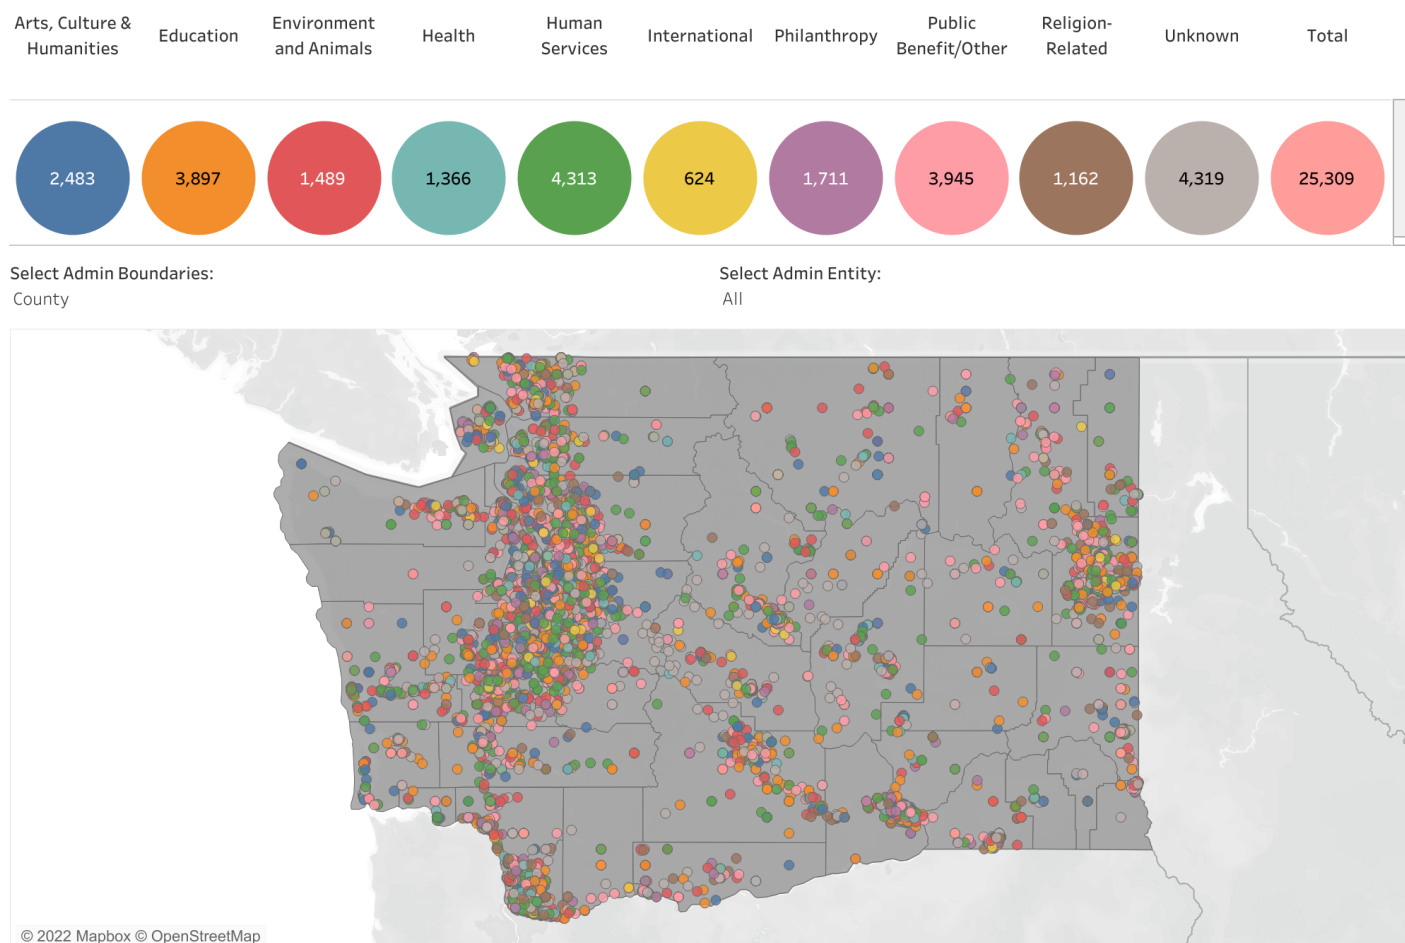 Arts, Culture &
Humanities
Education
Environment
and Animals
Health
Human
Services
International
Philanthropy
Public
Benefit/Other
Religion-
Related
Unknown
Total
2,483
3,897
1,489
1,366
4,313
624
1,711
3,945
1,162
4,319
25,309
Select Admin Boundaries:
County
Select Admin Entity:
All
© 2022 Mapbox © OpenStreetMap